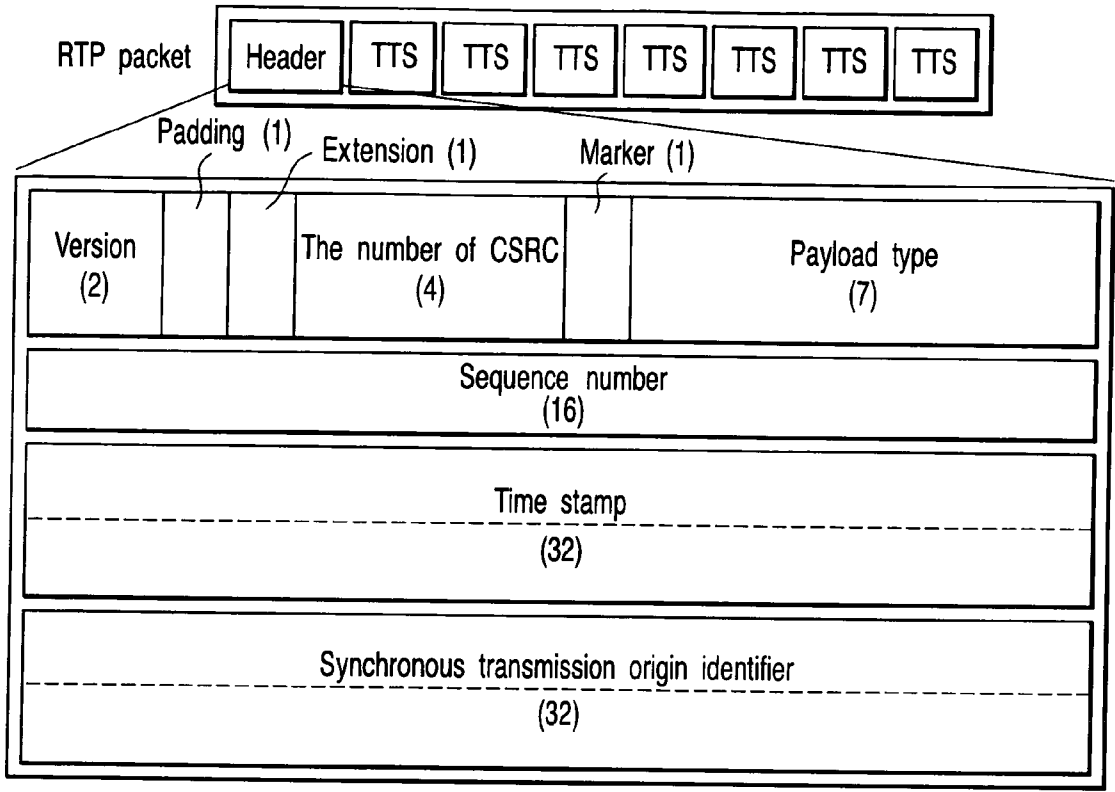 RTP packet Header TTS TTS TTS TTS TTS TTS TTS
Padding (1) Extension (1) Marker (1)
Version
(2)
The number of CSRC
(4)
Payload type
(7)
Sequence number
(16)
Time stamp
(32)
Synchronous transmission origin identifier
(32)